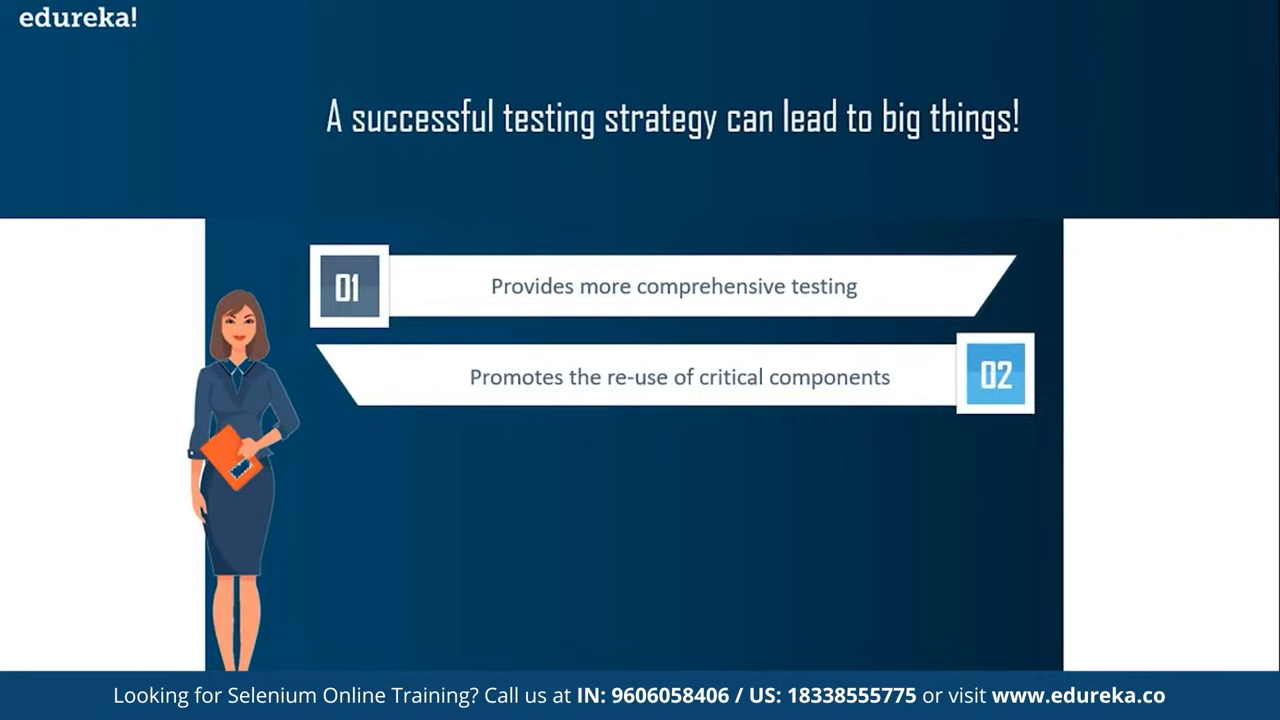 edureka!
A successful testing strategy can lead to big things!
01
Provides more comprehensive testing
Promotes the re-use of critical components
02
Looking for Selenium Online Training? Call us at IN: 9606058406 / US: 18338555775 or visit www.edureka.co